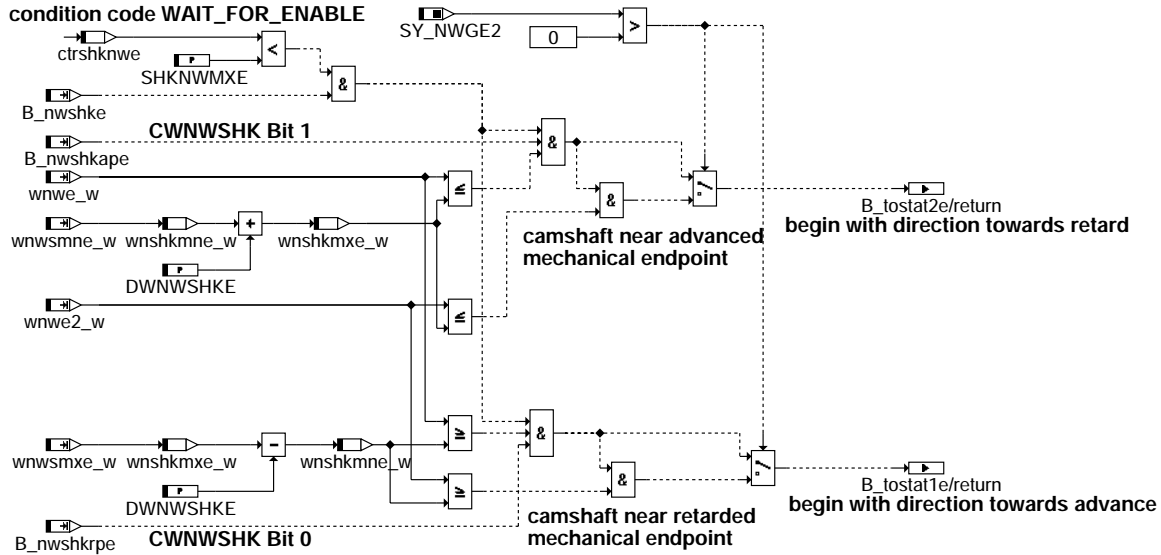 condition code WAIT_FOR_ENABLE
ctrshknwe
SHKNWMXE
P
<
&
SY_NWGE2
0
>
B_nwshke
CWNWSHK Bit 1
B_nwshkape
&
wnwe_w
≤
&
B_tostat2e/return
begin with direction towards retard
wnwsmne_w
wnshkmne_w
+
wnshkmxe_w
P
DWNWSHKE
camshaft near advanced
mechanical endpoint
wnwe2_w
≤
&
≥
wnwsmxe_w
wnshkmxe_w
-
wnshkmne_w
P
DWNWSHKE
≥
&
B_tostat1e/return
begin with direction towards advance
camshaft near retarded
mechanical endpoint
B_nwshkrpe
CWNWSHK Bit 0